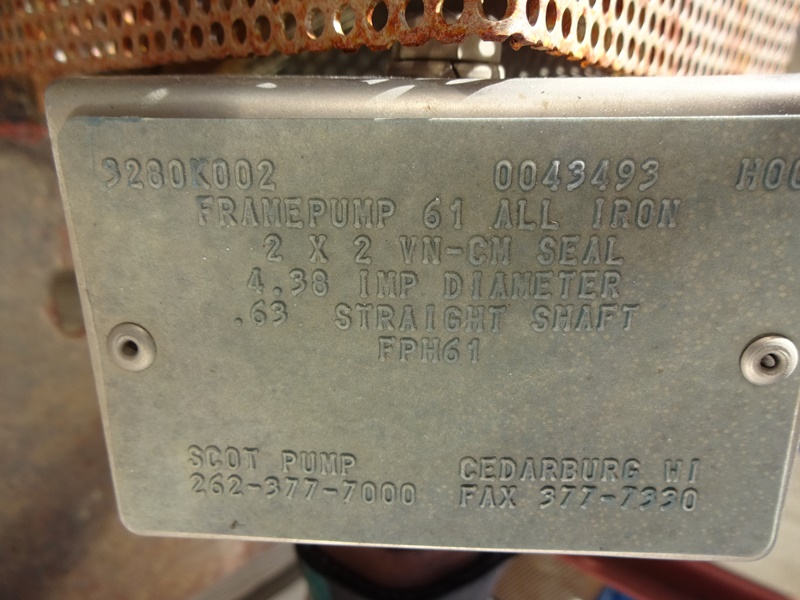 3280K002 0043493
FRAMEPUMP 61 ALL IRON
2 X 2 VN-CM SEAL
4.38 IMP DIAMETER
.63 STRAIGHT SHAFT
FPH61
SCOT PUMP CEDARBURG WI
262-377-7000 FAX 377-7330